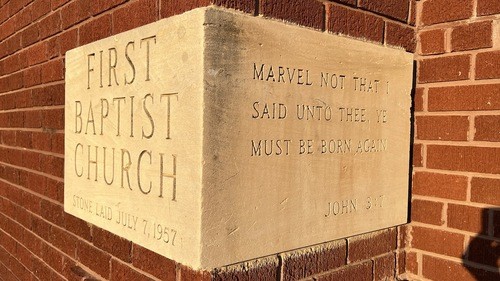 FIRST
BAPTIST
CHURCH
STONE LAID JULY 7, 1957
MARVEL NOT THAT I
SAID UNTO THEE, YE
MUST BE BORN AGAIN
JOHN 3:7